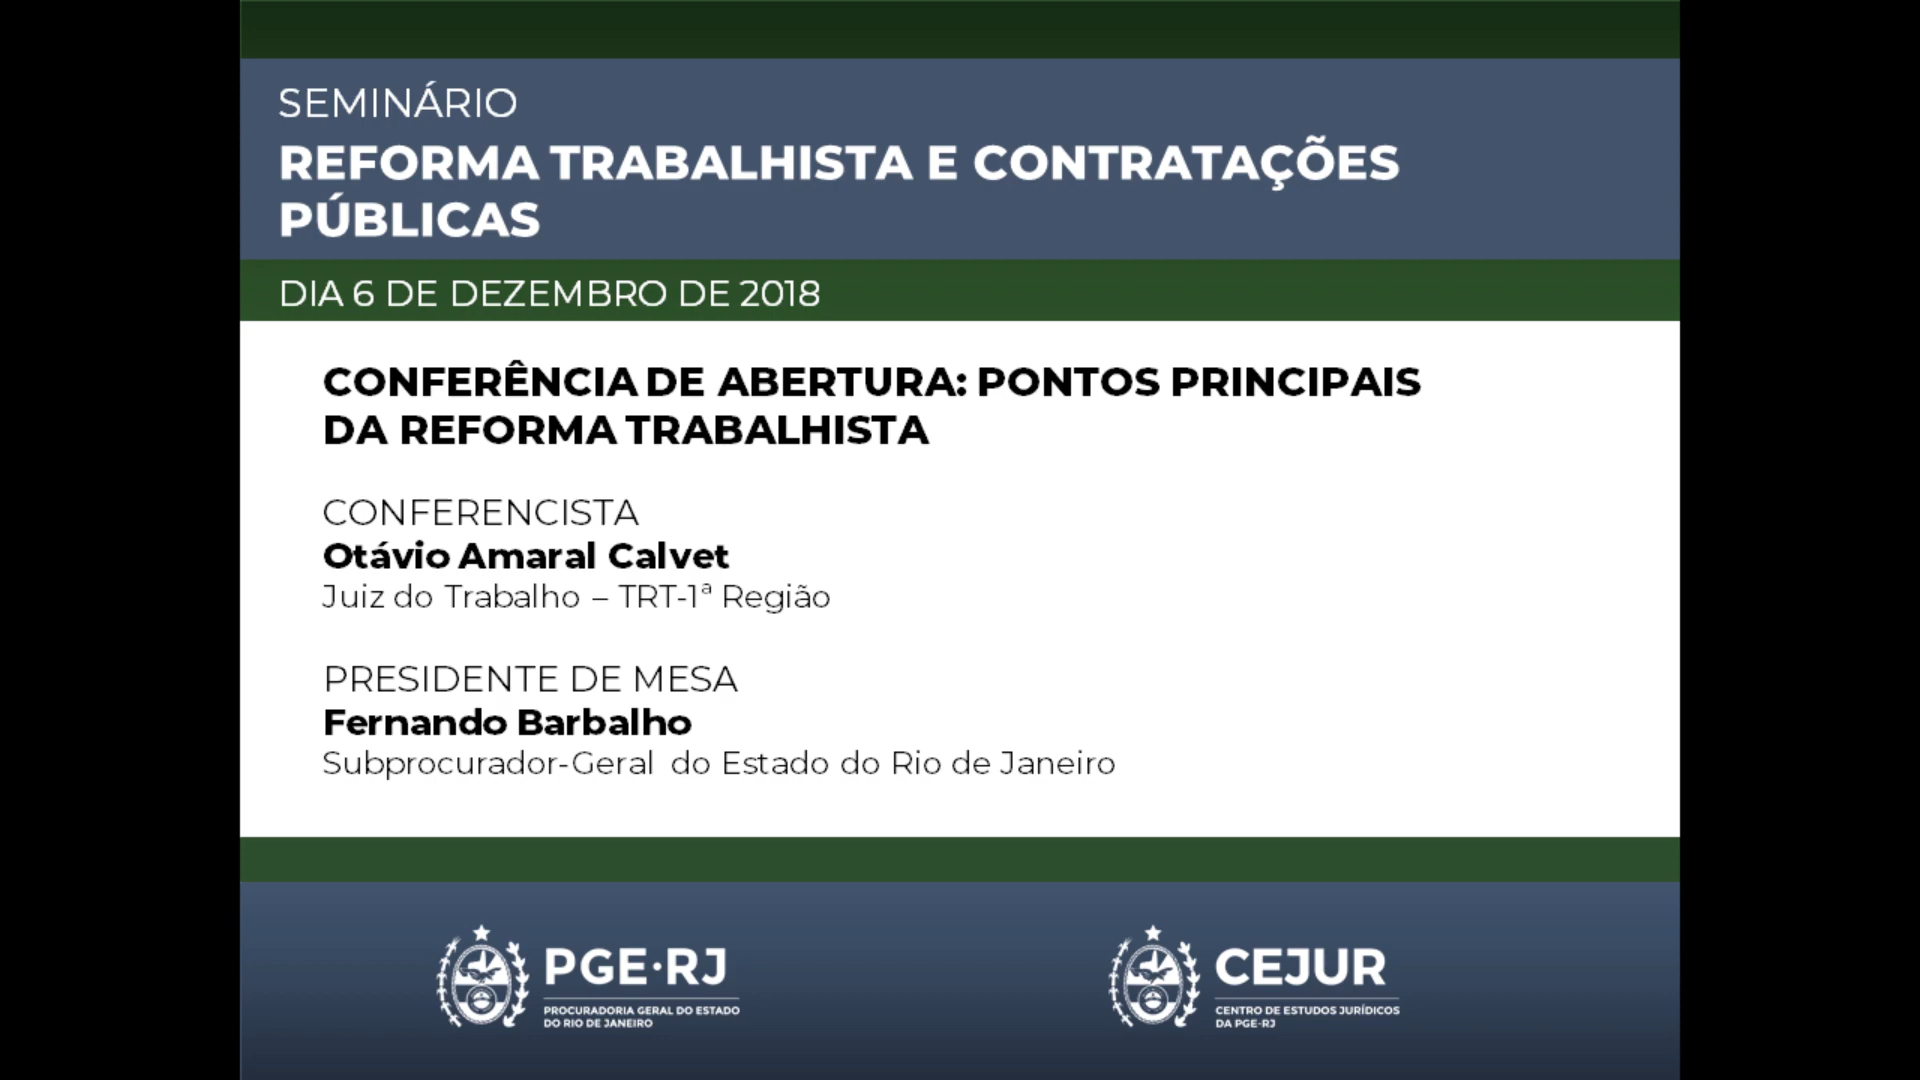 SEMINÁRIO
REFORMA TRABALHISTA E CONTRATAÇÕES
PÚBLICAS
DIA 6 DE DEZEMBRO DE 2018
CONFERÊNCIA DE ABERTURA: PONTOS PRINCIPAIS
DA REFORMA TRABALHISTA
CONFERENCISTA
Otávio Amaral Calvet
Juiz do Trabalho – TRT-1ª Região
PRESIDENTE DE MESA
Fernando Barbalho
Subprocurador-Geral do Estado do Rio de Janeiro
PGE·RJ
PROCURADORIA GERAL DO ESTADO
DO RIO DE JANEIRO
CEJUR
CENTRO DE ESTUDOS JURÍDICOS
DA PGE-RJ